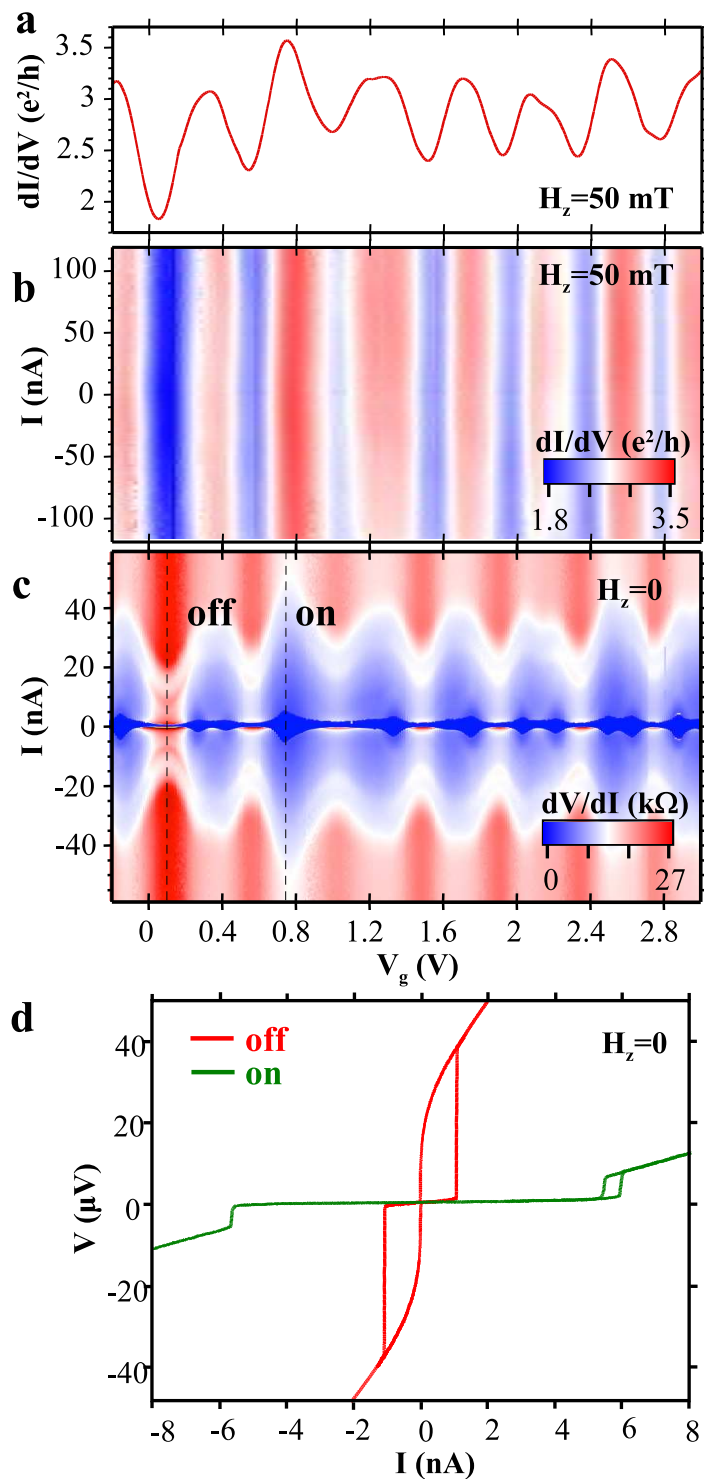 a
dI/dV (e²/h)
3.5
3
2.5
2
H_z=50 mT
b
I (nA)
100
50
0
-50
-100
H_z=50 mT
dI/dV (e²/h)
1.8 3.5
c
I (nA)
40
20
0
-20
-40
off on
H_z=0
dV/dI (kΩ)
0 27
0 0.4 0.8 1.2 1.6 2 2.4 2.8
V_g (V)
d
V (µV)
40
20
0
-20
-40
off
on
H_z=0
-8 -6 -4 -2 0 2 4 6 8
I (nA)